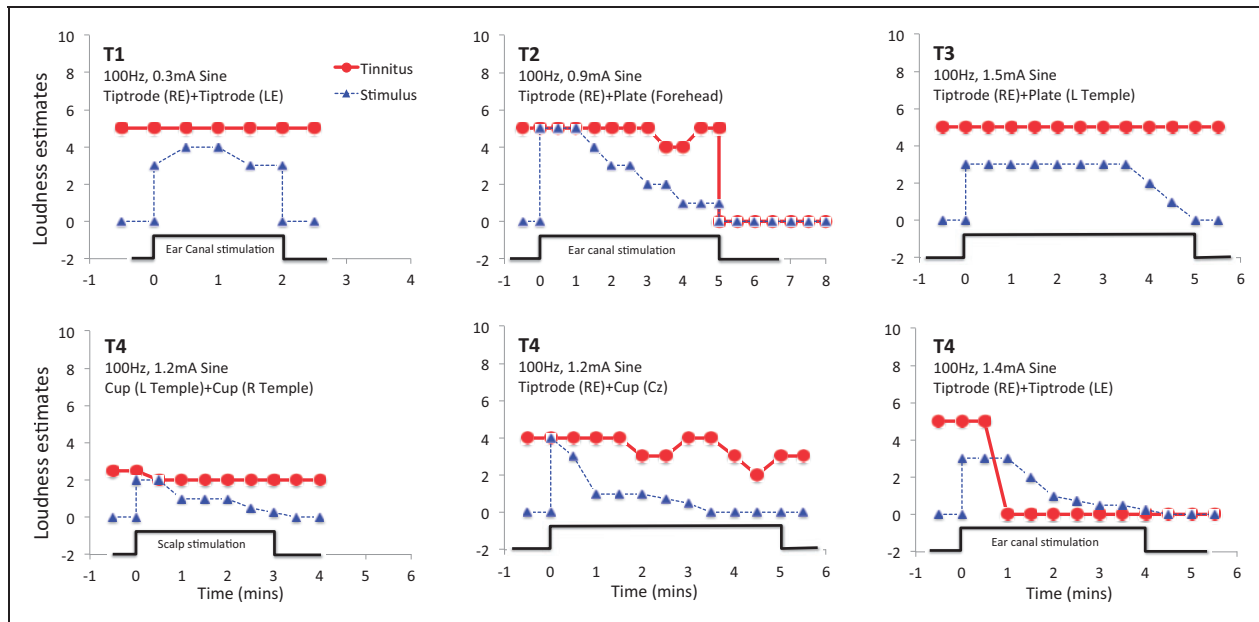 T1
100Hz, 0.3mA Sine
Tiptrode (RE)+Tiptrode (LE)
Tinnitus
Stimulus
Loudness estimates
10
8
6
4
2
0
-2
Ear Canal stimulation
-1 0 1 2 3 4
T2
100Hz, 0.9mA Sine
Tiptrode (RE)+Plate (Forehead)
10
8
6
4
2
0
-2
Ear canal stimulation
-1 0 1 2 3 4 5 6 7 8
T3
100Hz, 1.5mA Sine
Tiptrode (RE)+Plate (L Temple)
10
8
6
4
2
0
-2
-1 0 1 2 3 4 5 6
T4
100Hz, 1.2mA Sine
Cup (L Temple)+Cup (R Temple)
Loudness estimates
10
8
6
4
2
0
-2
Scalp stimulation
-1 0 1 2 3 4 5 6
Time (mins)
T4
100Hz, 1.2mA Sine
Tiptrode (RE)+Cup (Cz)
10
8
6
4
2
0
-2
-1 0 1 2 3 4 5 6
Time (mins)
T4
100Hz, 1.4mA Sine
Tiptrode (RE)+Tiptrode (LE)
10
8
6
4
2
0
-2
Ear canal stimulation
-1 0 1 2 3 4 5 6
Time (mins)